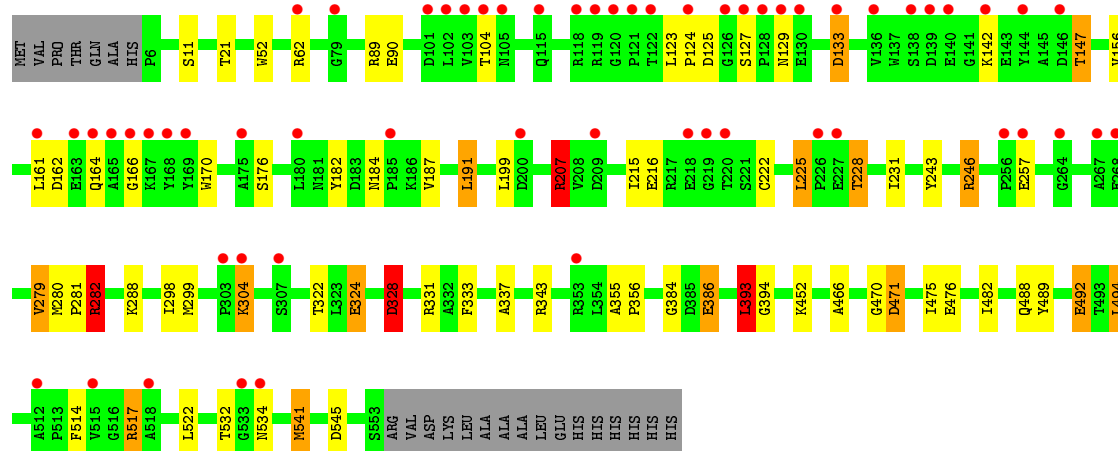 MET VAL PRO THR GLN ALA HIS P6 S11 T21 W52 R62 G79 R89 E90 D101 L102 V103 T104 N105 Q115 R118 R119 G120 P121 T122 L123 P124 D125 G126 S127 P128 N129 E130 D133 V136 W137 S138 D139 E140 G141 K142 E143 Y144 A145 D146 T147 V156
L161 D162 E163 Q164 A165 G166 K167 Y168 Y169 W170 A175 S176 L180 N181 Y182 D183 N184 P185 K186 V187 L191 L199 D200 R207 V208 D209 I215 E216 R217 E218 G219 T220 S221 C222 L225 P226 E227 T228 I231 Y243 R246 P256 E257 G264 A267
V279 M280 P281 R282 K288 I298 M299 P303 K304 S307 T322 L323 E324 D328 R331 A332 F333 A337 R343 R353 L354 A355 P356 G384 D385 E386 L393 G394 K452 A466 G470 D471 I475 E476 I482 Q488 Y489 E492 T493 L494
A512 P513 F514 V515 G516 R517 A518 L522 T532 G533 N534 M541 D545 S553 ARG VAL ASP LYS LEU ALA ALA ALA LEU GLU HIS HIS HIS HIS HIS HIS